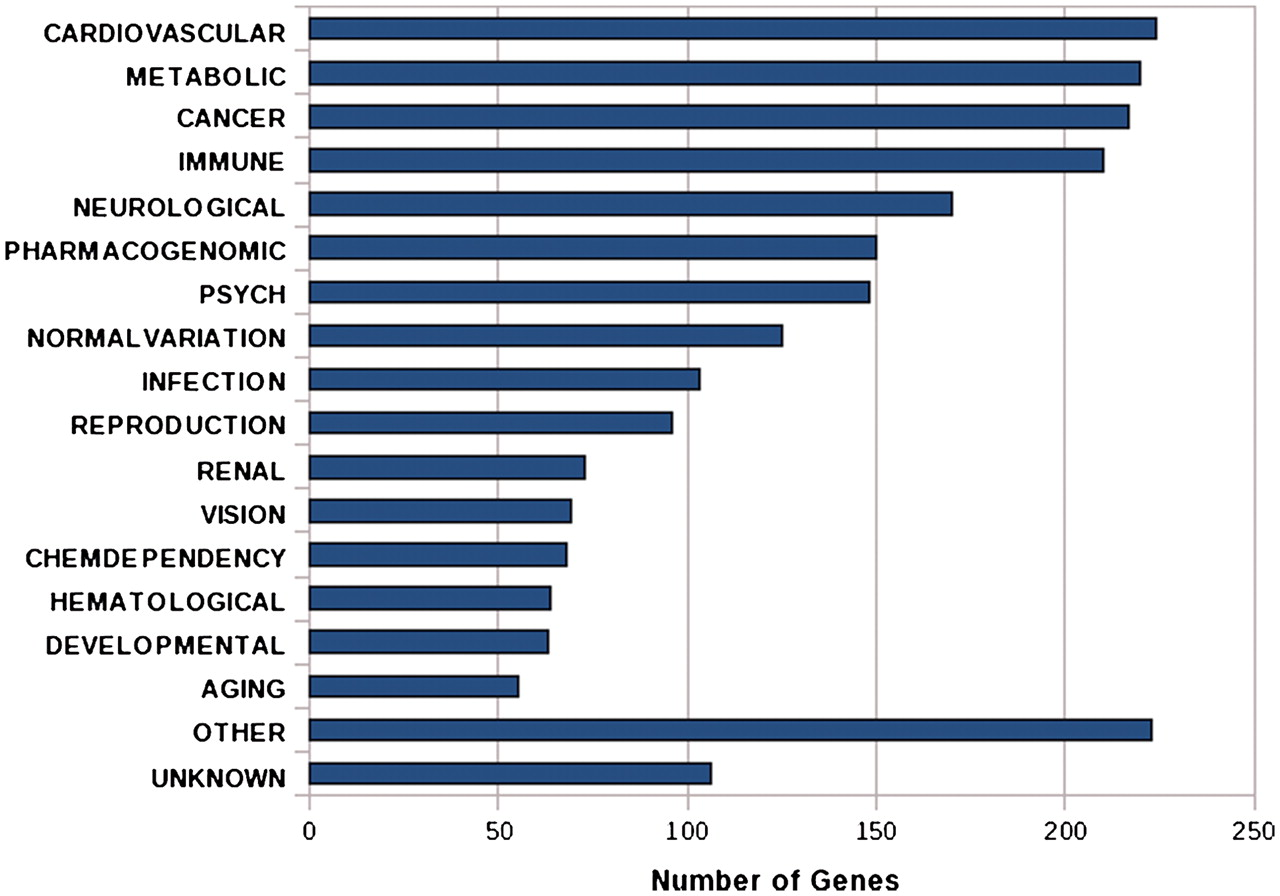 CARDIOVASCULAR
METABOLIC
CANCER
IMMUNE
NEUROLOGICAL
PHARMACOGENOMIC
PSYCH
NORMALVARIATION
INFECTION
REPRODUCTION
RENAL
VISION
CHEMDEPENDENCY
HEMATOLOGICAL
DEVELOPMENTAL
AGING
OTHER
UNKNOWN
0 50 100 150 200 250
Number of Genes